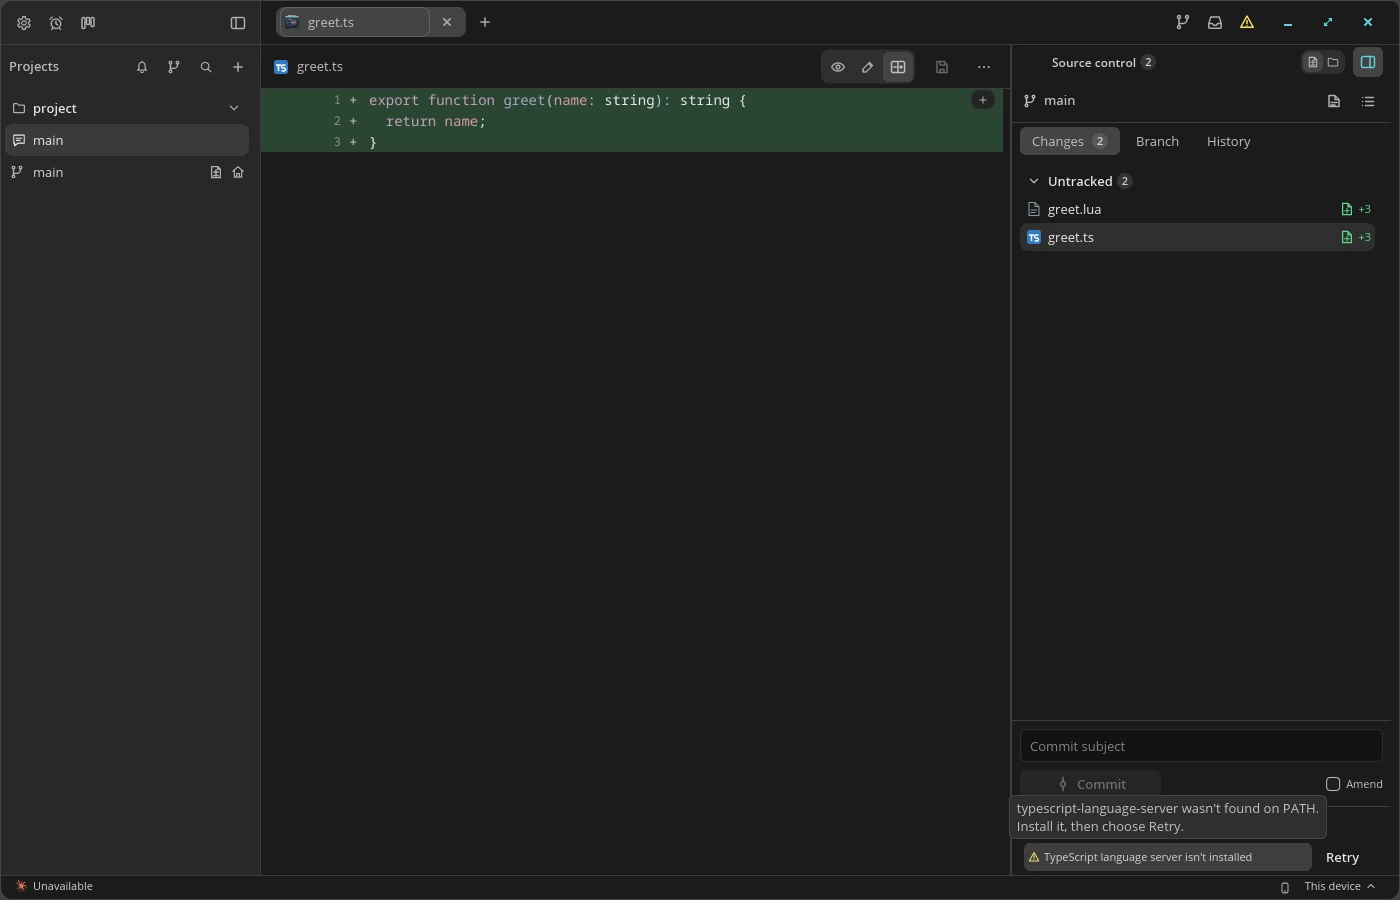 greet.ts
Projects
project
main
main
TS greet.ts
1 + export function greet(name: string): string {
2 + return name;
3 + }
Source control 2
main
Changes 2 Branch History
Untracked 2
greet.lua +3
TS greet.ts +3
Commit subject
Commit Amend
typescript-language-server wasn't found on PATH.
Install it, then choose Retry.
TypeScript language server isn't installed Retry
Unavailable This device